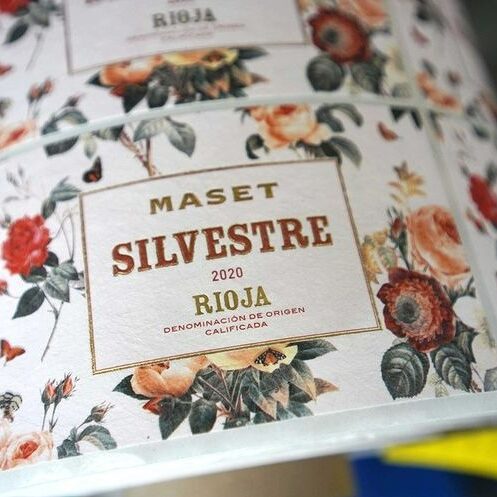 RIOJA
MASET
SILVESTRE
2020
RIOJA
DENOMINACIÓN DE ORIGEN
CALIFICADA